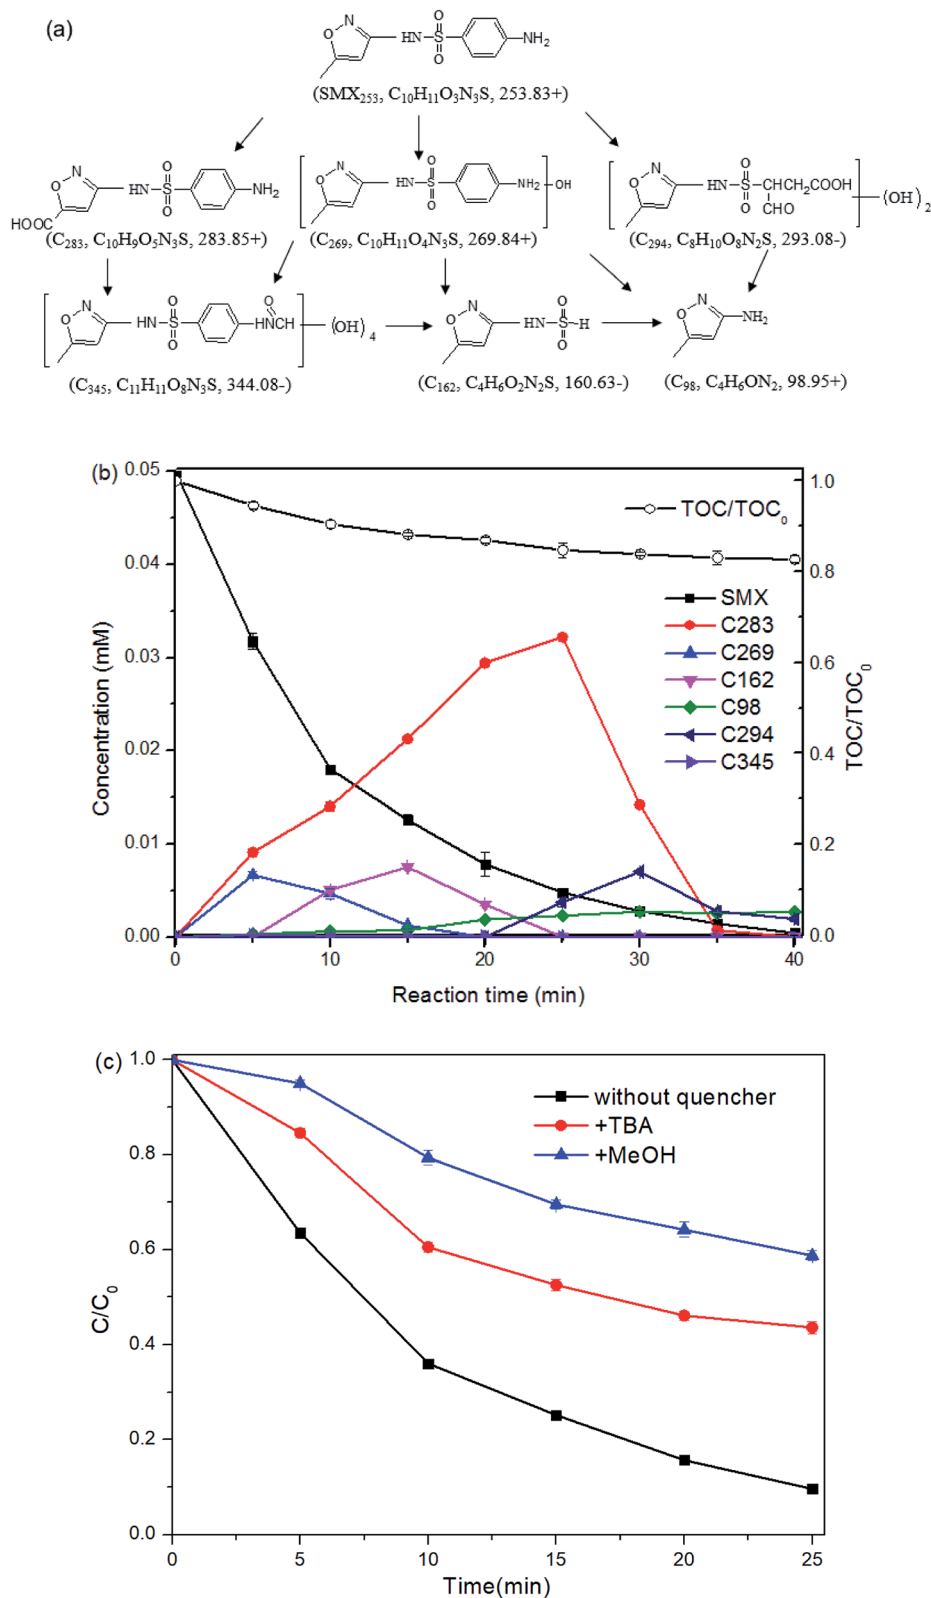 (a)
N
O
HN
O
S
O
NH₂
(SMX₂₅₃, C₁₀H₁₁O₃N₃S, 253.83+)
N
O
HOOC
HN
O
S
O
NH₂
(C₂₈₃, C₁₀H₉O₅N₃S, 283.85+)
N
O
HN
O
S
O
NH₂
OH
(C₂₆₉, C₁₀H₁₁O₄N₃S, 269.84+)
N
O
HN
O
S
O
COOH
CHO
(OH)₂
(C₂₉₄, C₈H₁₀O₈N₂S, 293.08-)
N
O
HN
O
S
O
O
HNCH
(OH)₄
(C₃₄₅, C₁₁H₁₁O₈N₃S, 344.08-)
N
O
HN
O
S
O
H
(C₁₆₂, C₄H₆O₂N₂S, 160.63-)
N
O
NH₂
(C₉₈, C₄H₆ON₂, 98.95+)
(b)
0.05
0.04
0.03
0.02
0.01
0.00
Concentration (mM)
TOC/TOC₀
SMX
C283
C269
C162
C98
C294
C345
1.0
0.8
0.6
0.4
0.2
0.0
TOC/TOC₀
0 10 20 30 40
Reaction time (min)
(c)
1.0
0.8
0.6
0.4
0.2
0.0
C/C₀
without quencher
+TBA
+MeOH
0 5 10 15 20 25
Time(min)